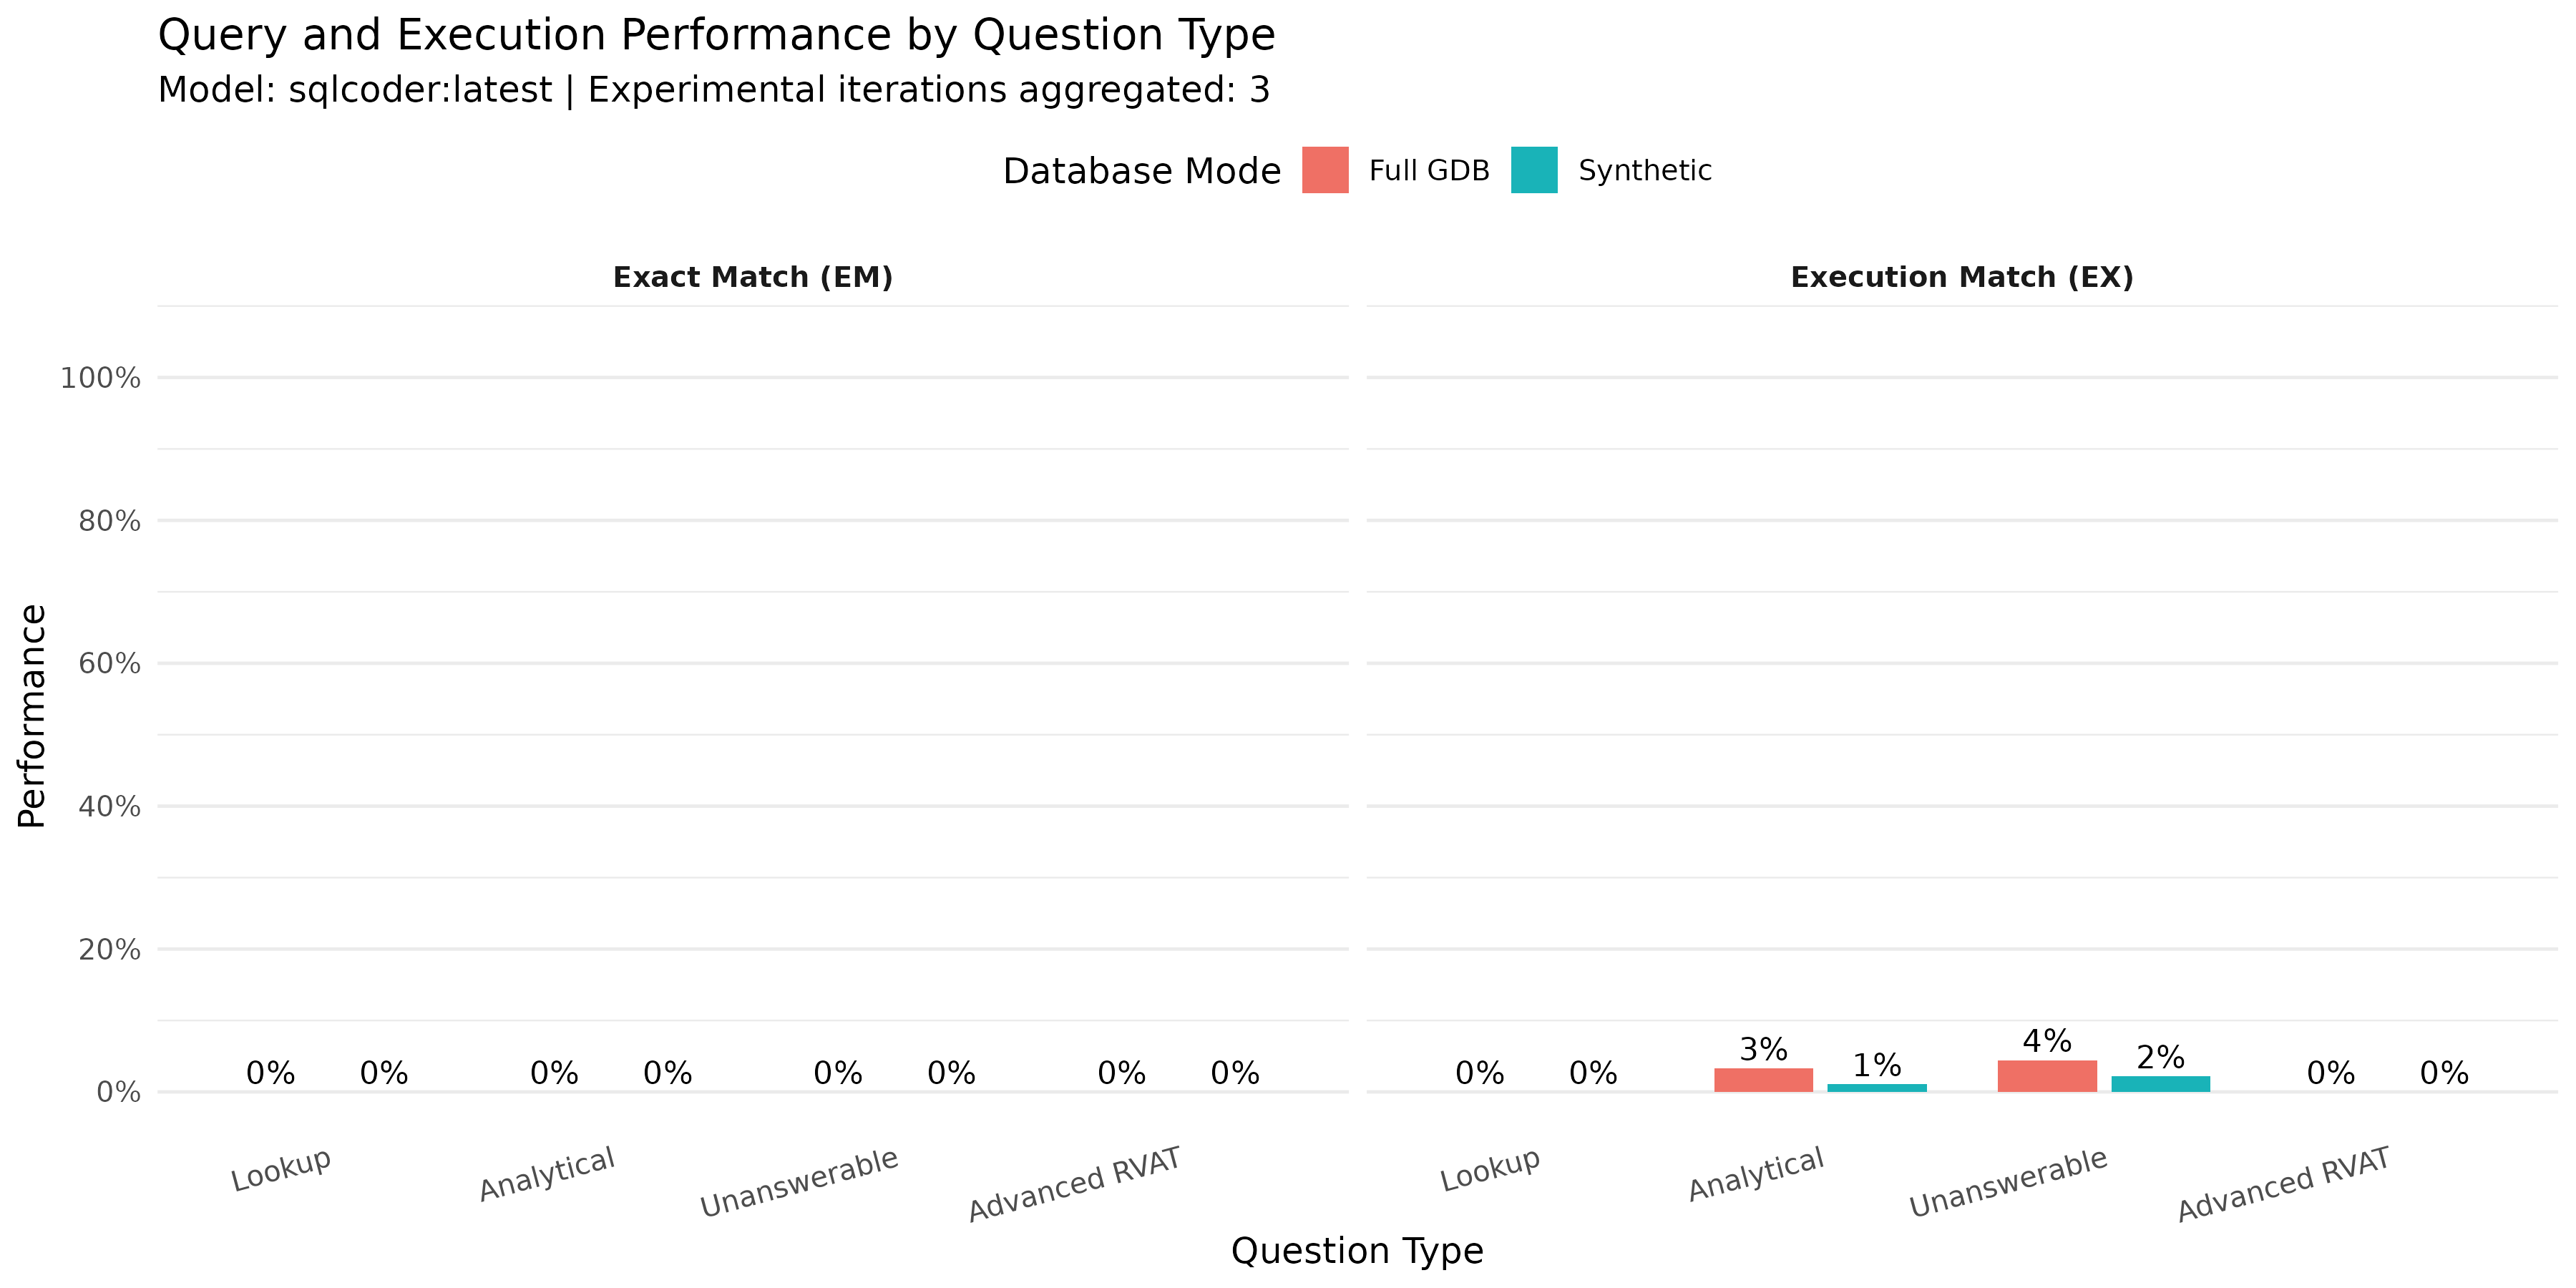 Query and Execution Performance by Question Type
Model: sqlcoder:latest | Experimental iterations aggregated: 3
Database Mode Full GDB Synthetic
Exact Match (EM)
Execution Match (EX)
Performance
100%
80%
60%
40%
20%
0%
0% 0% 0% 0% 0% 0% 0% 0%
0% 0% 3% 1% 4% 2% 0% 0%
Lookup Analytical Unanswerable Advanced RVAT
Lookup Analytical Unanswerable Advanced RVAT
Question Type